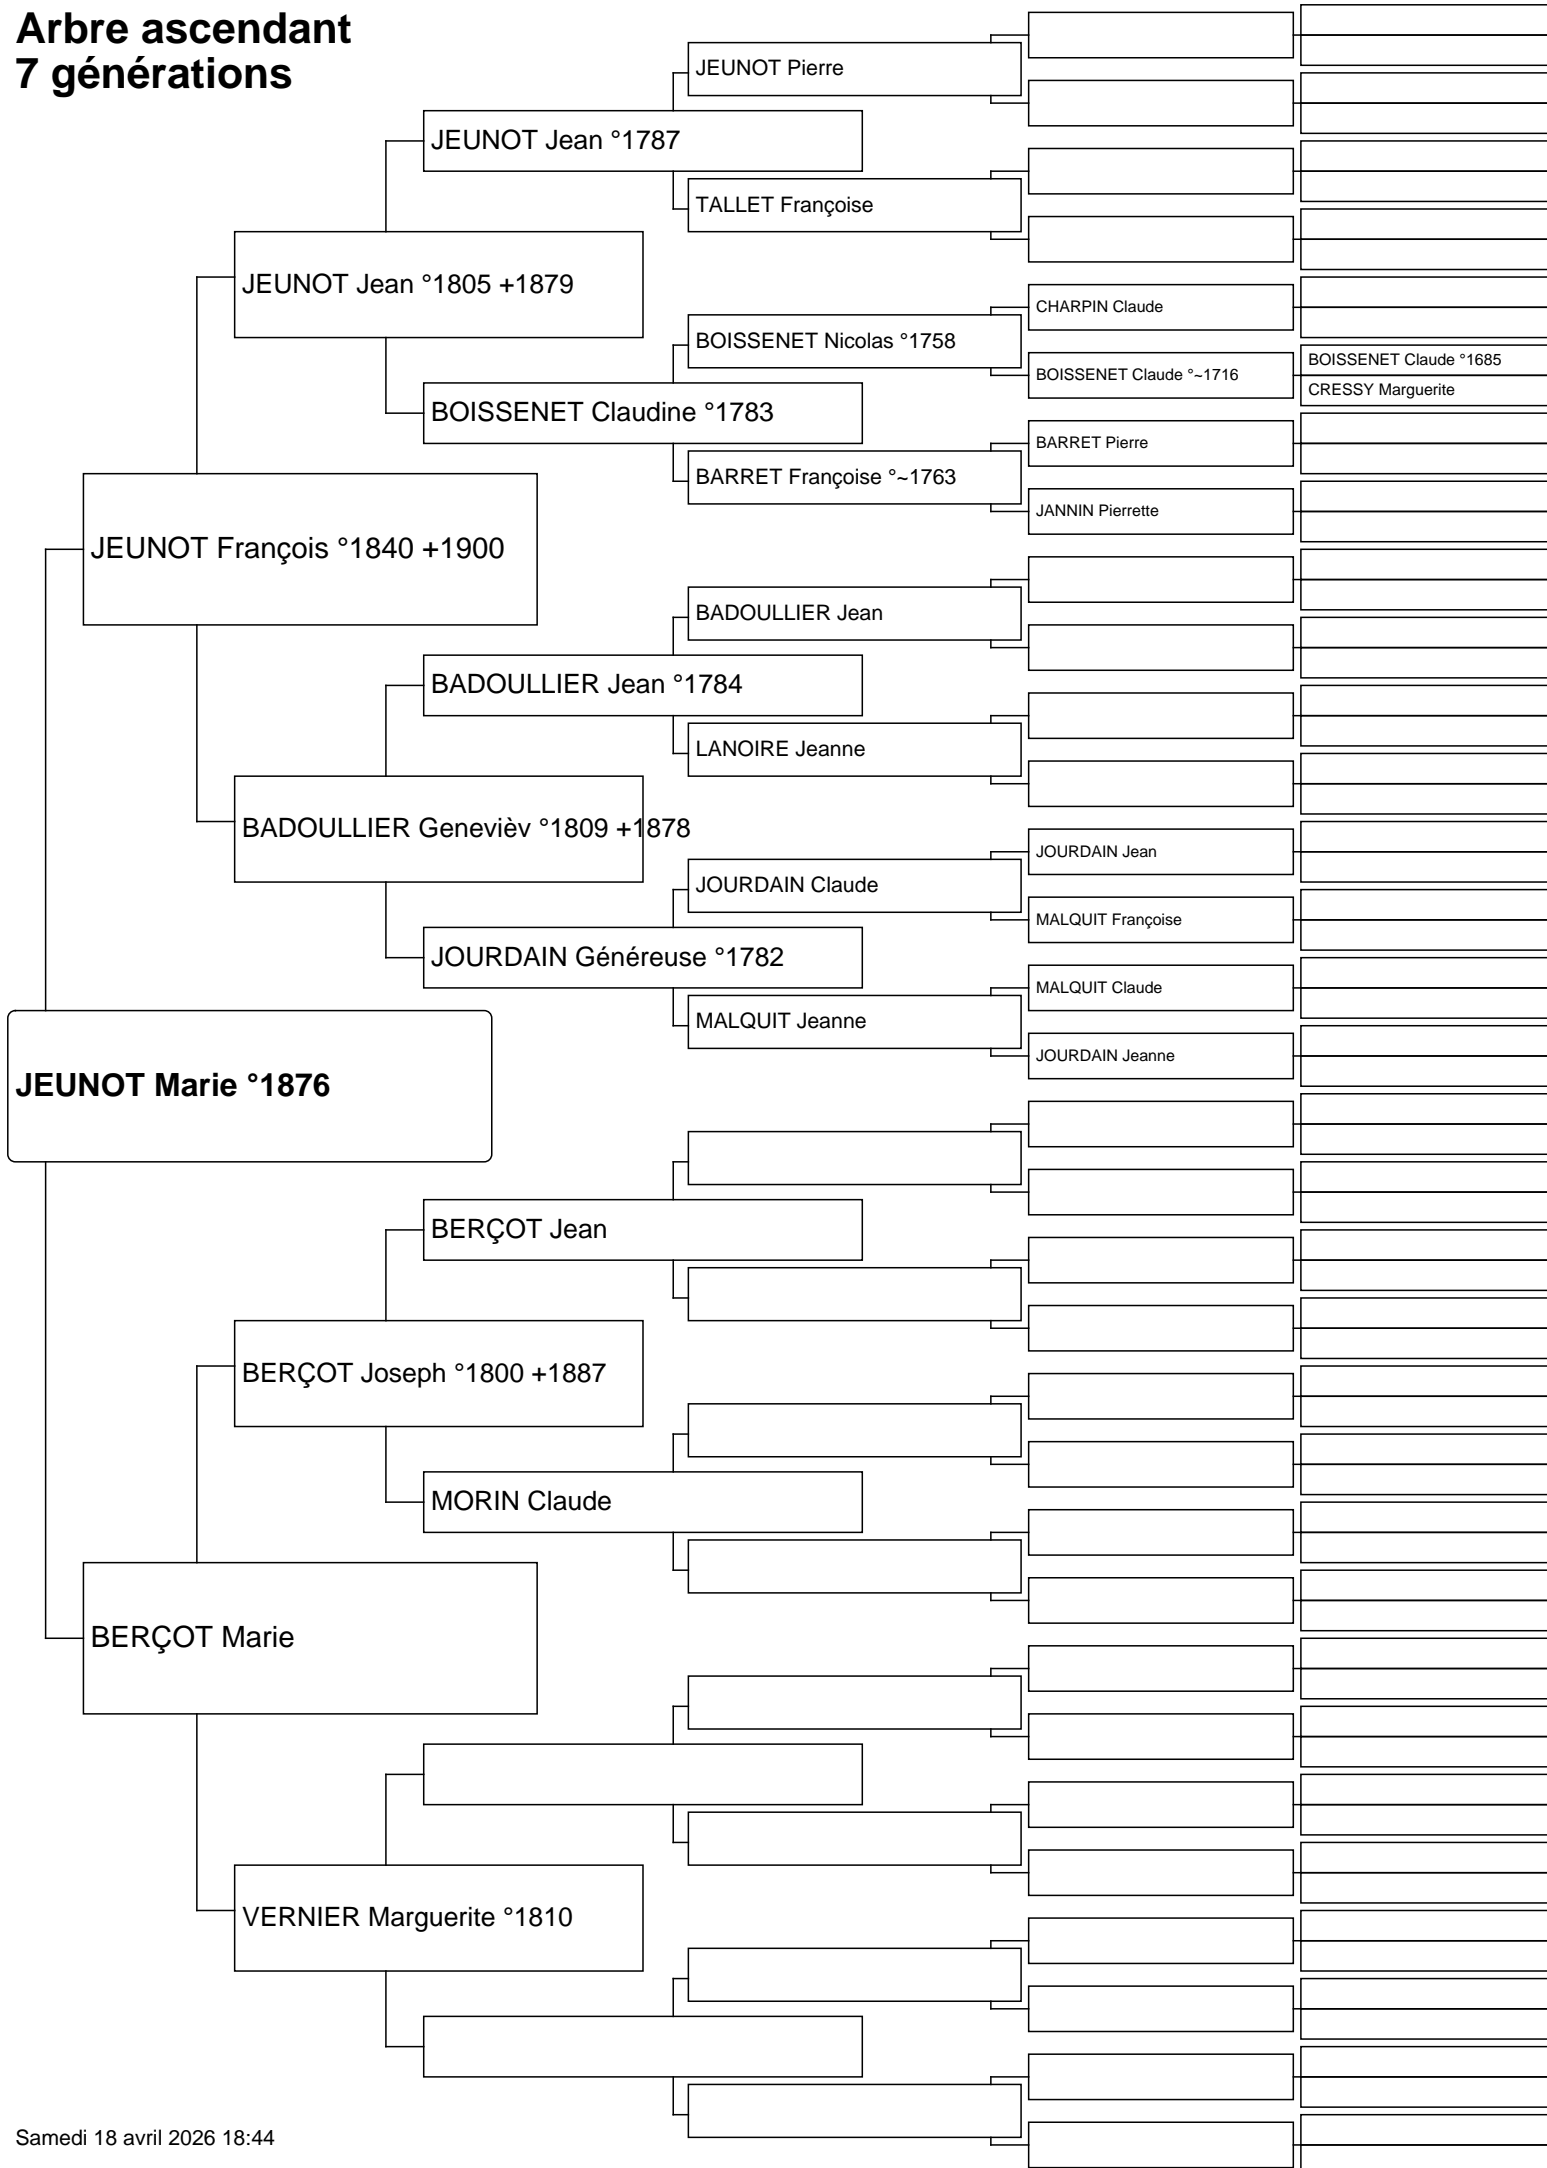 Arbre ascendant
7 générations
JEUNOT Pierre
JEUNOT Jean °1787
TALLET Françoise
JEUNOT Jean °1805 +1879
CHARPIN Claude
BOISSENET Nicolas °1758
BOISSENET Claude °1685
BOISSENET Claude °~1716
CRESSY Marguerite
BOISSENET Claudine °1783
BARRET Pierre
BARRET Françoise °~1763
JANNIN Pierrette
JEUNOT François °1840 +1900
BADOULLIER Jean
BADOULLIER Jean °1784
LANOIRE Jeanne
BADOULLIER Genevièv °1809 +1878
JOURDAIN Jean
JOURDAIN Claude
MALQUIT Françoise
JOURDAIN Généreuse °1782
MALQUIT Claude
MALQUIT Jeanne
JOURDAIN Jeanne
JEUNOT Marie °1876
BERÇOT Jean
BERÇOT Joseph °1800 +1887
MORIN Claude
BERÇOT Marie
VERNIER Marguerite °1810
Samedi 18 avril 2026 18:44